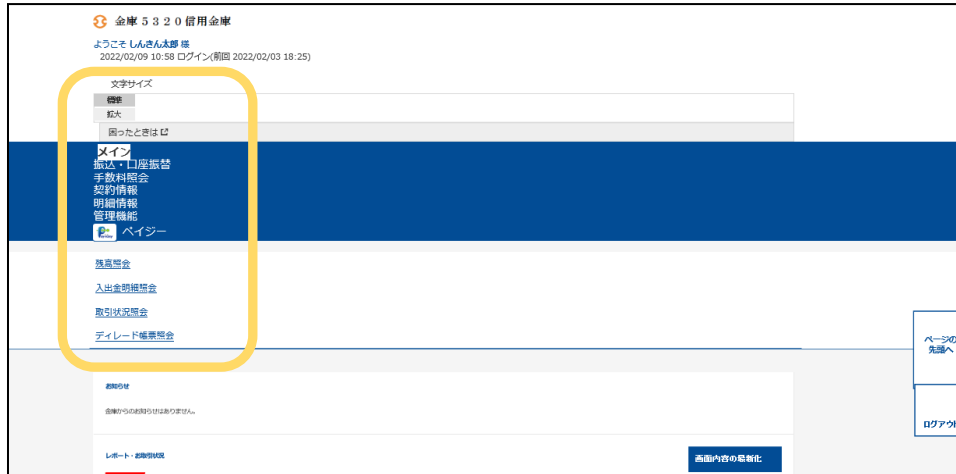 金庫５３２０信用金庫
ようこそ しんきん太郎 様
2022/02/09 10:58 ログイン(前回 2022/02/03 18:25)
文字サイズ
標準
拡大
困ったときは
メイン
振込・口座振替
手数料照会
契約情報
明細情報
管理機能
ペイジー
残高照会
入出金明細照会
取引状況照会
ディレード帳票照会
ページの
先頭へ
お知らせ
金庫からのお知らせはありません。
ログアウト
レポート・お取引状況
画面内容の最新化